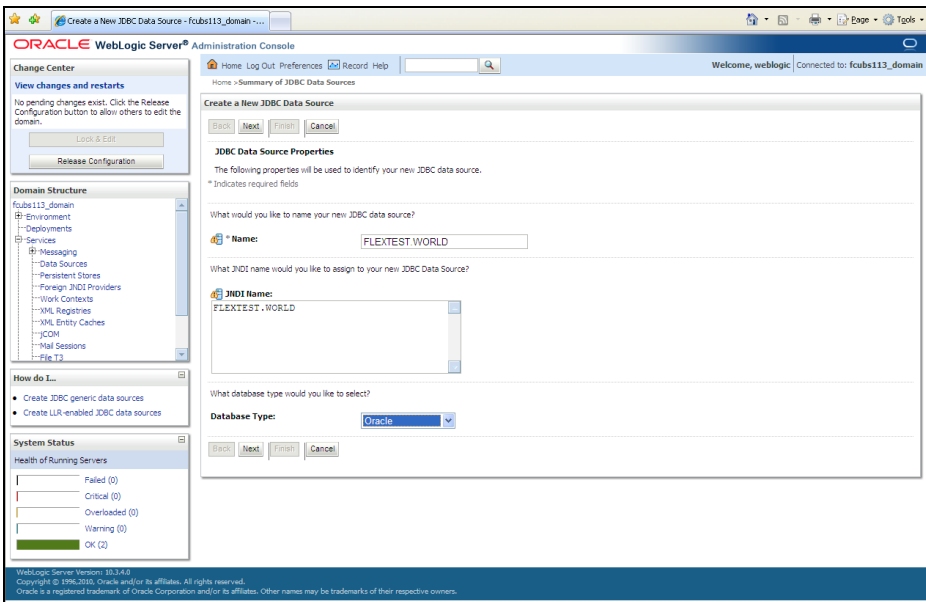 Create a New JDBC Data Source - fcubs113_domain -...
Page
Tools
ORACLE WebLogic Server® Administration Console
Change Center
View changes and restarts
No pending changes exist. Click the Release
Configuration button to allow others to edit the
domain.
Lock & Edit
Release Configuration
Domain Structure
fcubs113_domain
Environment
Deployments
Services
Messaging
Data Sources
Persistent Stores
Foreign JNDI Providers
Work Contexts
XML Registries
XML Entity Caches
jCOM
Mail Sessions
File T3
How do I...
Create JDBC generic data sources
Create LLR-enabled JDBC data sources
System Status
Health of Running Servers
Failed (0)
Critical (0)
Overloaded (0)
Warning (0)
OK (2)
Home Log Out Preferences Record Help
Welcome, weblogic Connected to: fcubs113_domain
Home >Summary of JDBC Data Sources
Create a New JDBC Data Source
Back Next Finish Cancel
JDBC Data Source Properties
The following properties will be used to identify your new JDBC data source.
* Indicates required fields
What would you like to name your new JDBC data source?
* Name: FLEXTEST.WORLD
What JNDI name would you like to assign to your new JDBC Data Source?
JNDI Name:
FLEXTEST.WORLD
What database type would you like to select?
Database Type: Oracle
Back Next Finish Cancel
WebLogic Server Version: 10.3.4.0
Copyright © 1996,2010, Oracle and/or its affiliates. All rights reserved.
Oracle is a registered trademark of Oracle Corporation and/or its affiliates. Other names may be trademarks of their respective owners.